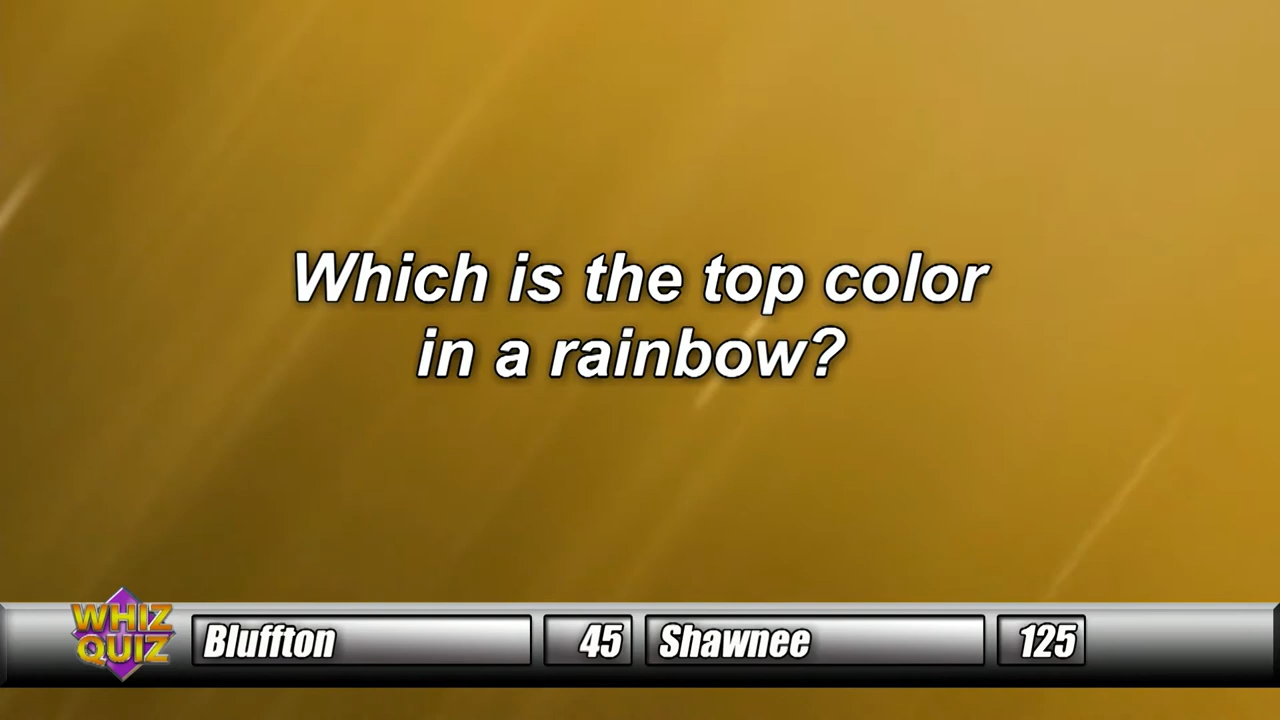 Which is the top color
in a rainbow?
WHIZ
QUIZ
Bluffton 45 Shawnee 125